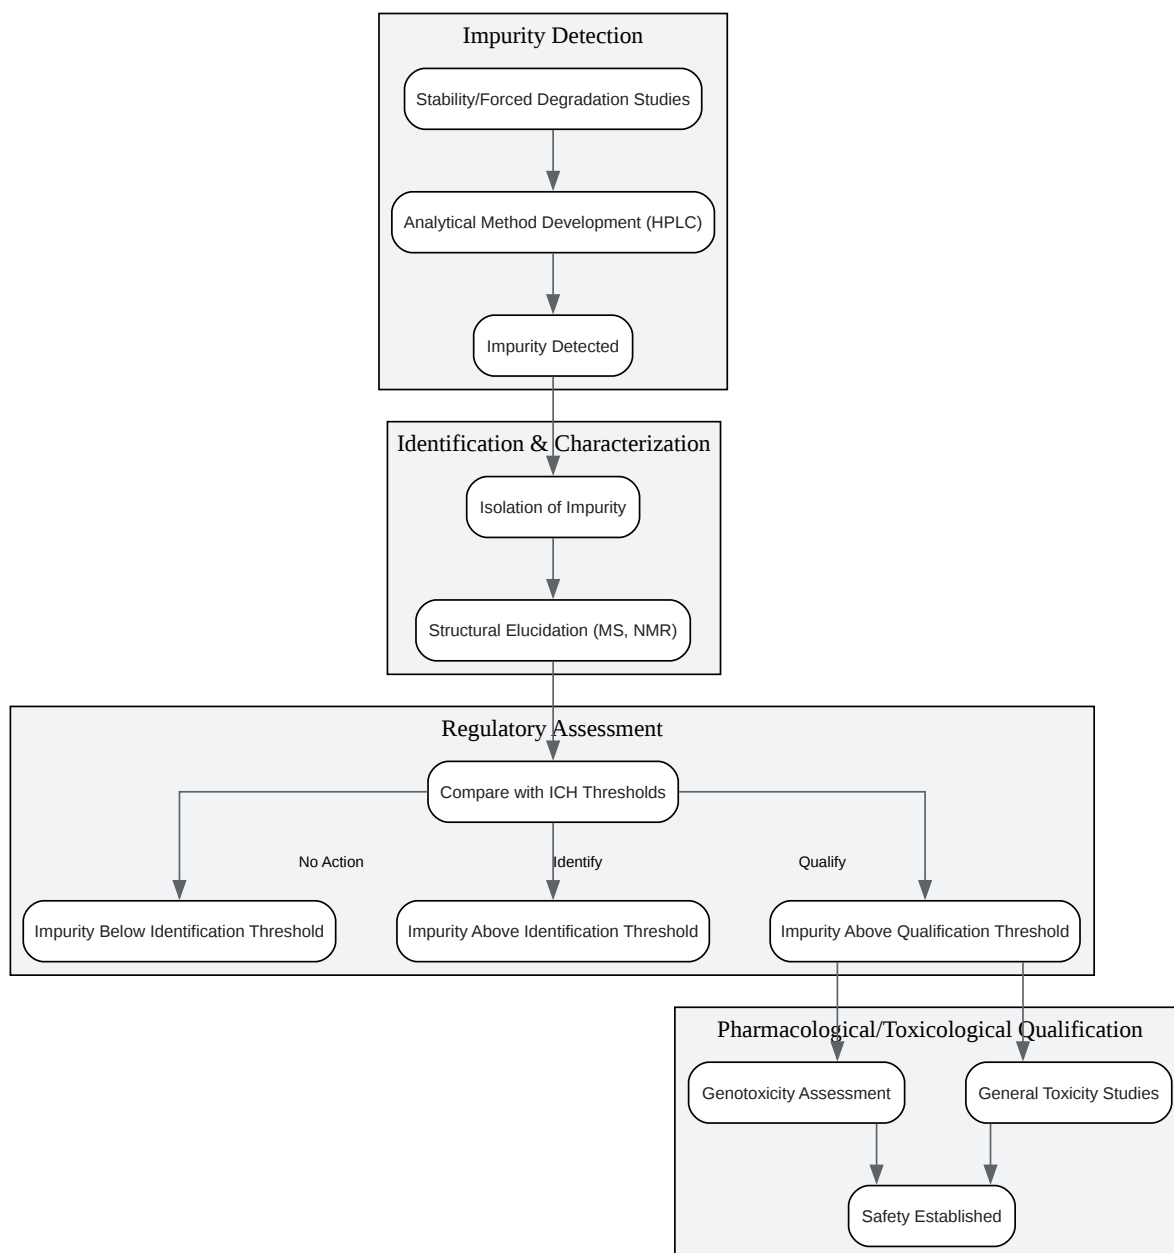 Impurity Detection
Stability/Forced Degradation Studies
Analytical Method Development (HPLC)
Impurity Detected
Identification & Characterization
Isolation of Impurity
Structural Elucidation (MS, NMR)
Regulatory Assessment
Compare with ICH Thresholds
No Action
Identify
Qualify
Impurity Below Identification Threshold
Impurity Above Identification Threshold
Impurity Above Qualification Threshold
Pharmacological/Toxicological Qualification
Genotoxicity Assessment
General Toxicity Studies
Safety Established